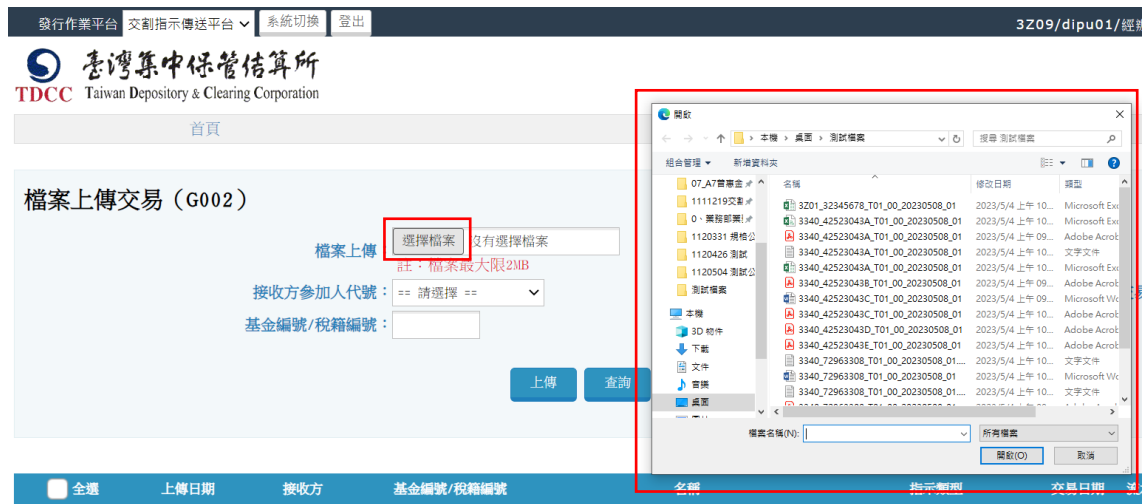 發行作業平台 交割指示傳送平台 系統切換 登出 3Z09/dipu01/經辦
臺灣集中保管結算所
TDCC Taiwan Depository & Clearing Corporation
首頁
檔案上傳交易 (G002)
檔案上傳 選擇檔案 沒有選擇檔案
註：檔案最大限2MB
接收方參加人代號： == 請選擇 ==
基金編號/稅籍編號：
上傳 查詢
全選 上傳日期 接收方 基金編號/稅籍編號 名稱 指示類型 交易日期
開啟
本機 › 桌面 › 測試檔案 搜尋 測試檔案
組合管理 新增資料夾
名稱 修改日期 類型
07_A7曾惠金
1111219交割
0、業務部票
1120331 規格公
1120426 測試
1120504 測試公
測試檔案
本機
3D 物件
下載
文件
音樂
桌面
3Z01_32345678_T01_00_20230508_01 2023/5/4 上午 10... Microsoft Exc
3340_42523043A_T01_00_20230508_01 2023/5/4 上午 10... Microsoft Exc
3340_42523043A_T01_00_20230508_01 2023/5/4 上午 09... Adobe Acrob
3340_42523043A_T01_00_20230508_01 2023/5/4 上午 10... 文字文件
3340_42523043A_T01_00_20230508_01 2023/5/4 上午 10... Microsoft Exc
3340_42523043B_T01_00_20230508_01 2023/5/4 上午 09... Adobe Acrob
3340_42523043C_T01_00_20230508_01 2023/5/4 上午 09... Microsoft Wc
3340_42523043C_T01_00_20230508_01 2023/5/4 上午 10... Adobe Acrob
3340_42523043D_T01_00_20230508_01 2023/5/4 上午 10... Adobe Acrob
3340_42523043E_T01_00_20230508_01 2023/5/4 上午 09... Adobe Acrob
3340_72963308_T01_00_20230508_01.... 2023/5/4 上午 10... 文字文件
3340_72963308_T01_00_20230508_01 2023/5/4 上午 10... Microsoft Wc
3340_72963308_T01_00_20230508_01.... 2023/5/4 上午 10... 文字文件
檔案名稱(N): 所有檔案
開啟(O) 取消